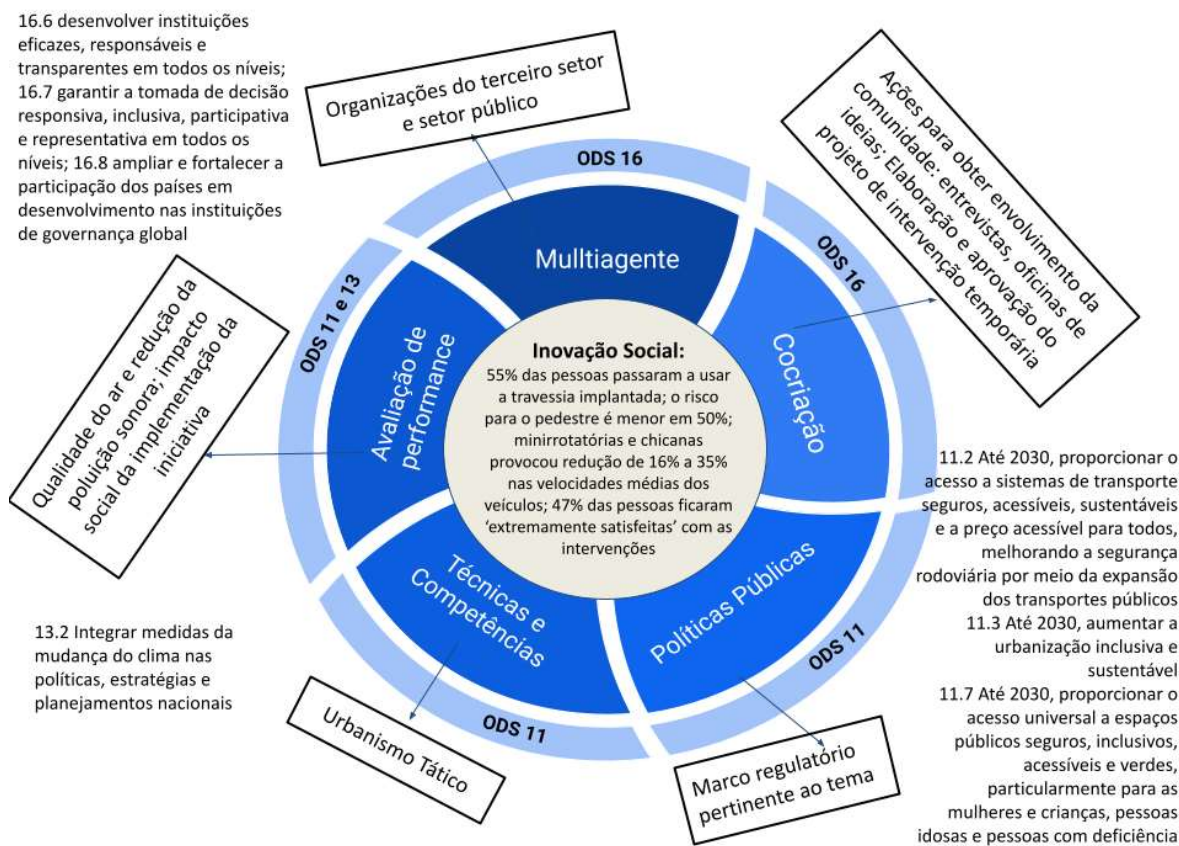 16.6 desenvolver instituições
eficazes, responsáveis e
transparentes em todos os níveis;
16.7 garantir a tomada de decisão
responsiva, inclusiva, participativa
e representativa em todos os
níveis; 16.8 ampliar e fortalecer a
participação dos países em
desenvolvimento nas instituições
de governança global
Organizações do terceiro setor
e setor público
Ações para obter envolvimento da
comunidade: entrevistas, oficinas de
ideias; Elaboração e aprovação do
projeto de intervenção temporária
ODS 16
Mulltiagente
ODS 16
Cocriação
ODS 11 e 13
Avaliação de
performance
Qualidade do ar e redução da
poluição sonora; impacto
social da implementação da
iniciativa
Inovação Social:
55% das pessoas passaram a usar
a travessia implantada; o risco
para o pedestre é menor em 50%;
minirrotatórias e chicanas
provocou redução de 16% a 35%
nas velocidades médias dos
veículos; 47% das pessoas ficaram
‘extremamente satisfeitas’ com as
intervenções
Técnicas e
Competências
ODS 11
Políticas Públicas
ODS 11
11.2 Até 2030, proporcionar o
acesso a sistemas de transporte
seguros, acessíveis, sustentáveis
e a preço acessível para todos,
melhorando a segurança
rodoviária por meio da expansão
dos transportes públicos
11.3 Até 2030, aumentar a
urbanização inclusiva e
sustentável
11.7 Até 2030, proporcionar o
acesso universal a espaços
públicos seguros, inclusivos,
acessíveis e verdes,
particularmente para as
mulheres e crianças, pessoas
idosas e pessoas com deficiência
13.2 Integrar medidas da
mudança do clima nas
políticas, estratégias e
planejamentos nacionais
Urbanismo Tático
Marco regulatório
pertinente ao tema